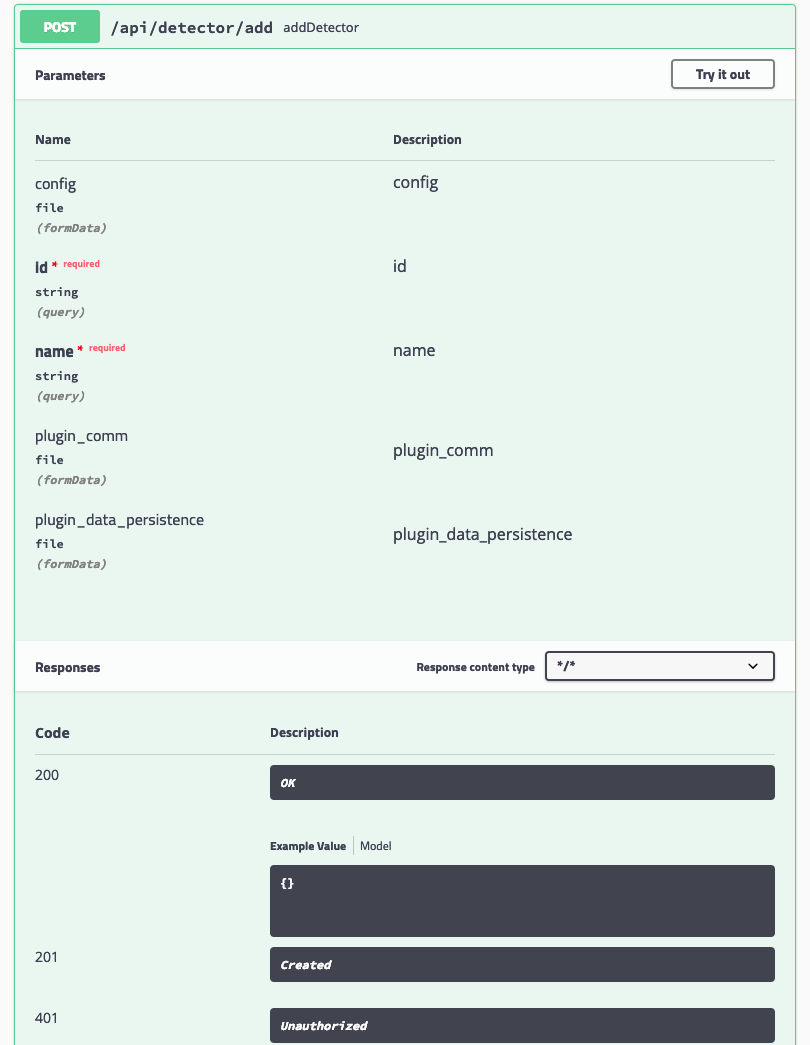 POST /api/detector/add addDetector
Parameters Try it out
Name Description
config config
file
(formData)
id * required id
string
(query)
name * required name
string
(query)
plugin_comm plugin_comm
file
(formData)
plugin_data_persistence plugin_data_persistence
file
(formData)
Responses Response content type */*
Code Description
200 OK
Example Value Model
{}
201 Created
401 Unauthorized